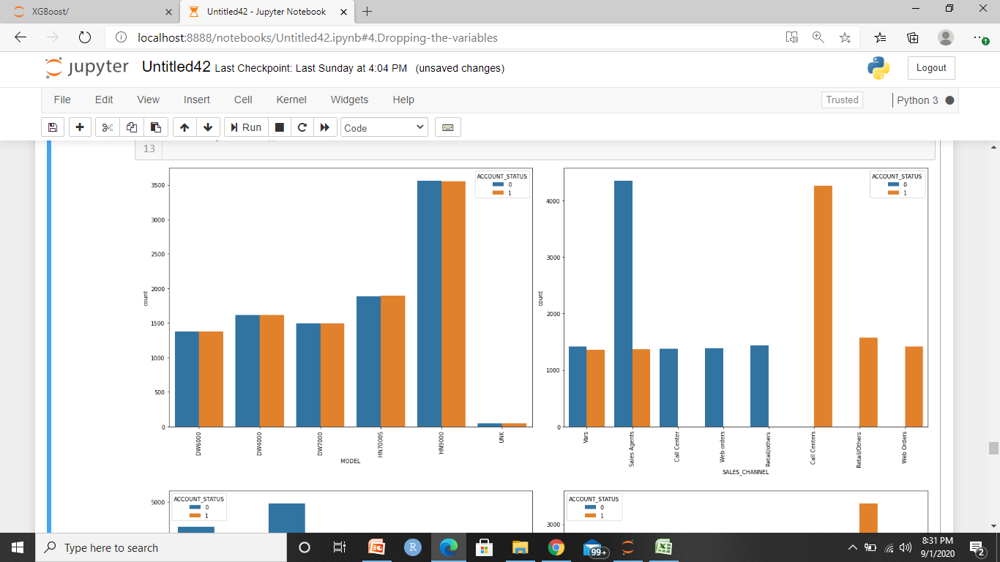 XGBoost/
Untitled42 - Jupyter Notebook
localhost:8888/notebooks/Untitled42.ipynb#4.Dropping-the-variables
jupyter Untitled42 Last Checkpoint: Last Sunday at 4:04 PM (unsaved changes)
Logout
File Edit View Insert Cell Kernel Widgets Help
Trusted
Python 3
Run
Code
13
ACCOUNT_STATUS
0
1
3500
3000
2500
2000
1500
1000
500
0
count
DW6000
DW4000
DW7000
HN7000S
HN9000
UNK
MODEL
ACCOUNT_STATUS
0
1
4000
3000
2000
1000
0
count
Vars
Sales Agents
Call Center
Web orders
Retail/others
Call Centers
Retail/Others
Web Orders
SALES_CHANNEL
ACCOUNT_STATUS
0
1
5000
ACCOUNT_STATUS
0
1
3000
Type here to search
R
99+
8:31 PM
9/1/2020
2